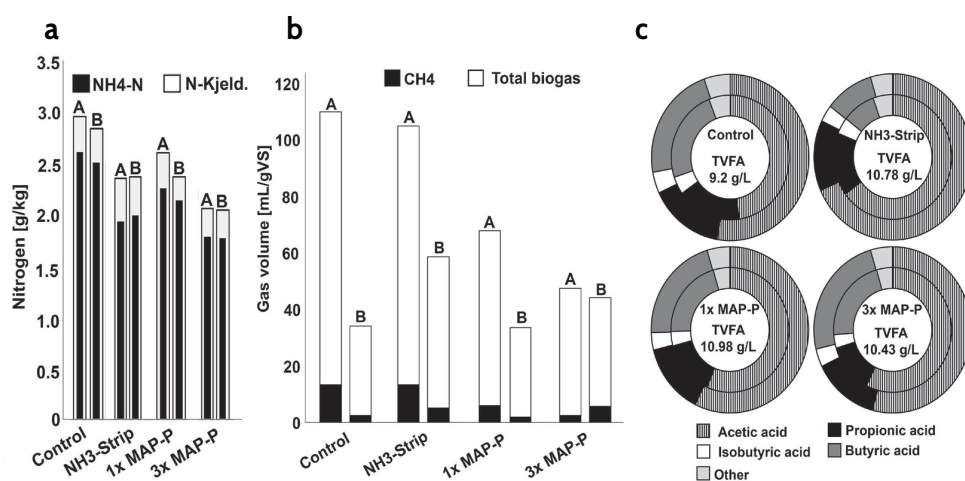 a
b
c
3.5
3.0
2.5
2.0
1.5
1.0
0.5
0
Nitrogen [g/kg]
NH4-N
N-Kjeld.
A
B
A
B
A
B
A
B
Control
NH3-Strip
1x MAP-P
3x MAP-P
120
100
80
60
40
20
0
Gas volume [mL/gVS]
CH4
Total biogas
A
B
A
B
A
B
A
B
Control
NH3-Strip
1x MAP-P
3x MAP-P
Control
TVFA
9.2 g/L
NH3-Strip
TVFA
10.78 g/L
1x MAP-P
TVFA
10.98 g/L
3x MAP-P
TVFA
10.43 g/L
Acetic acid
Propionic acid
Isobutyric acid
Butyric acid
Other